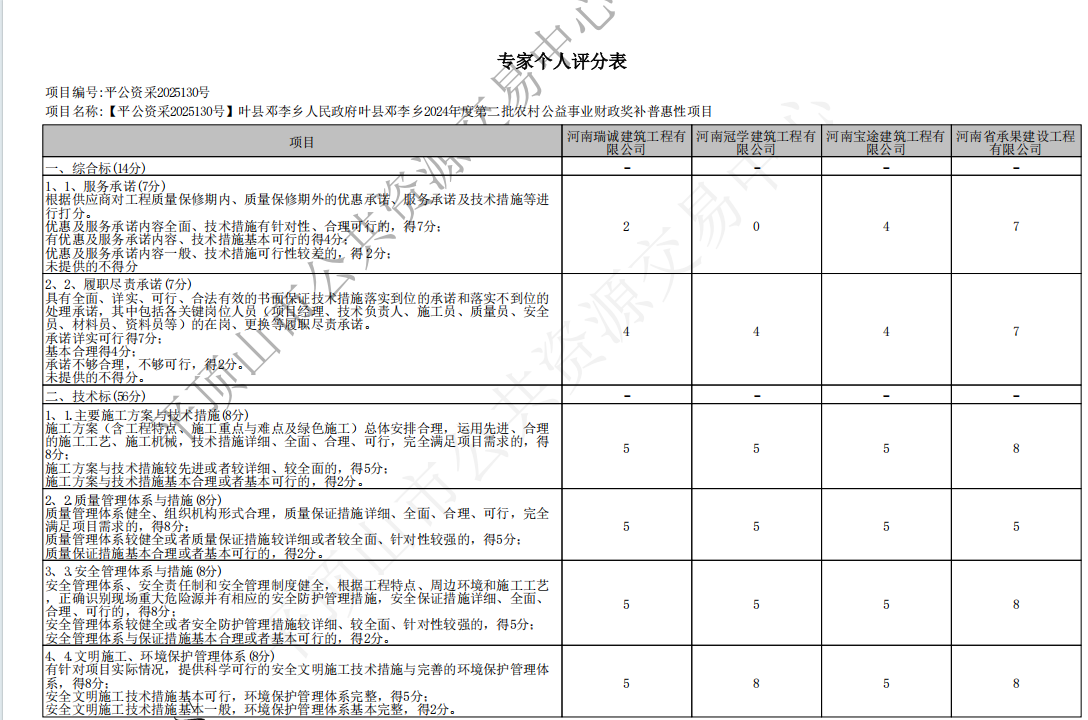 专家个人评分表
项目编号:平公资采2025130号
项目名称:【平公资采2025130号】叶县邓李乡人民政府叶县邓李乡2024年度第二批农村公益事业财政奖补普惠性项目
项目
河南瑞诚建筑工程有限公司
河南冠学建筑工程有限公司
河南宝途建筑工程有限公司
河南省承果建设工程有限公司
一、综合标(14分)
－ － － －
1、1、服务承诺(7分)
根据供应商对工程质量保修期内、质量保修期外的优惠承诺、服务承诺及技术措施等进
行打分。
优惠及服务承诺内容全面、技术措施有针对性、合理可行的，得7分；
有优惠及服务承诺内容、技术措施基本可行的得4分；
优惠及服务承诺内容一般、技术措施可行性较差的，得2分；
未提供的不得分
2 0 4 7
2、2、履职尽责承诺(7分)
具有全面、详实、可行、合法有效的书面保证技术措施落实到位的承诺和落实不到位的
处理承诺，其中包括各关键岗位人员（项目经理、技术负责人、施工员、质量员、安全
员、材料员、资料员等）的在岗、更换等履职尽责承诺。
承诺详实可行得7分；
基本合理得4分；
承诺不够合理，不够可行，得2分。
未提供的不得分。
4 4 4 7
二、技术标(56分)
－ － － －
1、1.主要施工方案与技术措施(8分)
施工方案（含工程特点、施工重点与难点及绿色施工）总体安排合理，运用先进、合理
的施工工艺、施工机械，技术措施详细、全面、合理、可行，完全满足项目需求的，得
8分；
施工方案与技术措施较先进或者较详细、较全面的，得5分；
施工方案与技术措施基本合理或者基本可行的，得2分。
5 5 5 8
2、2.质量管理体系与措施(8分)
质量管理体系健全、组织机构形式合理，质量保证措施详细、全面、合理、可行，完全
满足项目需求的，得8分；
质量管理体系较健全或者质量保证措施较详细或者较全面、针对性较强的，得5分；
质量保证措施基本合理或者基本可行的，得2分。
5 5 5 5
3、3.安全管理体系与措施(8分)
安全管理体系、安全责任制和安全管理制度健全，根据工程特点、周边环境和施工工艺
，正确识别现场重大危险源并有相应的安全防护管理措施，安全保证措施详细、全面、
合理、可行的，得8分；
安全管理体系较健全或者安全防护管理措施较详细、较全面、针对性较强的，得5分；
安全管理体系与保证措施基本合理或者基本可行的，得2分。
5 5 5 8
4、4.文明施工、环境保护管理体系(8分)
有针对项目实际情况，提供科学可行的安全文明施工技术措施与完善的环境保护管理体
系，得8分；
安全文明施工技术措施基本可行，环境保护管理体系完整，得5分；
安全文明施工技术措施基本一般，环境保护管理体系基本完整，得2分。
5 8 5 8
平顶山市公共资源交易中心
平顶山市公共资源交易中心